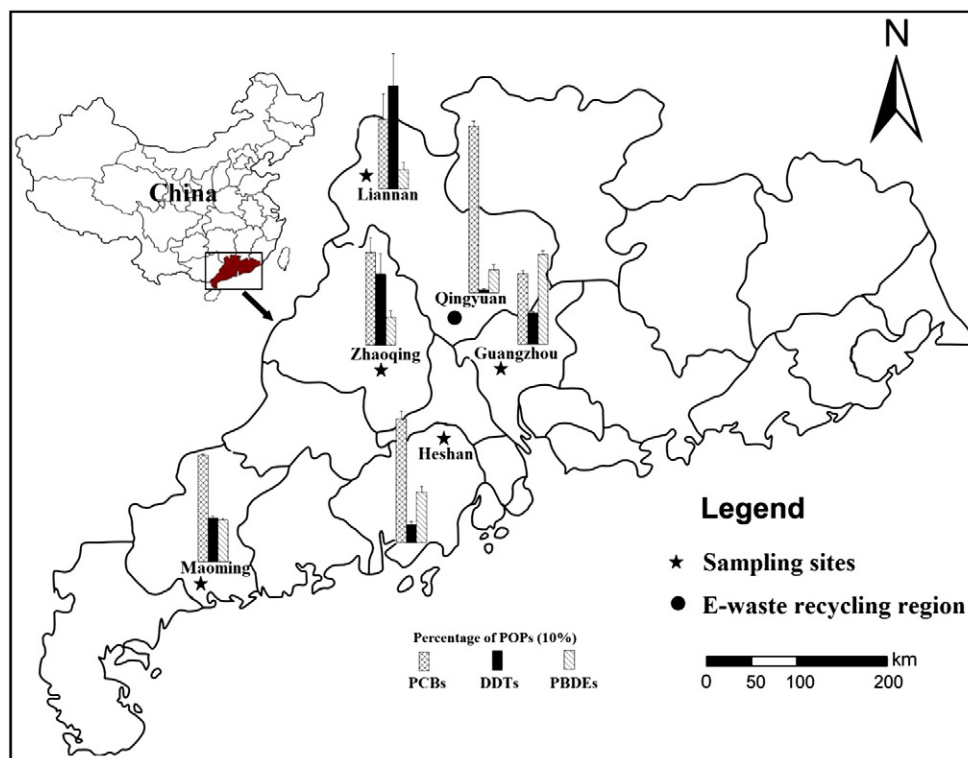 N
China
Liannan
Qingyuan
Zhaoqing
Guangzhou
Heshan
Maoming
Legend
Sampling sites
E-waste recycling region
Percentage of POPs (10%)
PCBs DDTs PBDEs
km
0 50 100 200